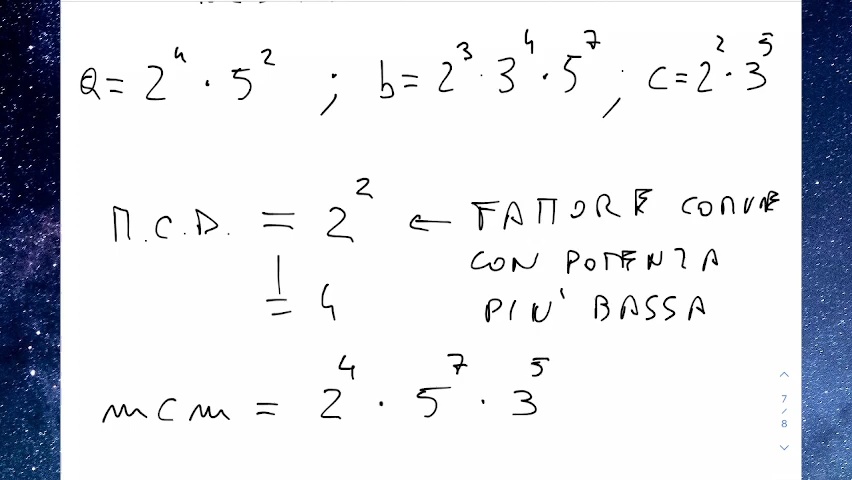 a = 2⁴ · 5² ; b = 2³ · 3⁴ · 5⁷ ; c = 2² · 3⁵
M.C.D. = 2² ← FATTORE COMUNE
CON POTENZA
= 4 PIU' BASSA
mcm = 2⁴ · 5⁷ · 3⁵
7
/
8